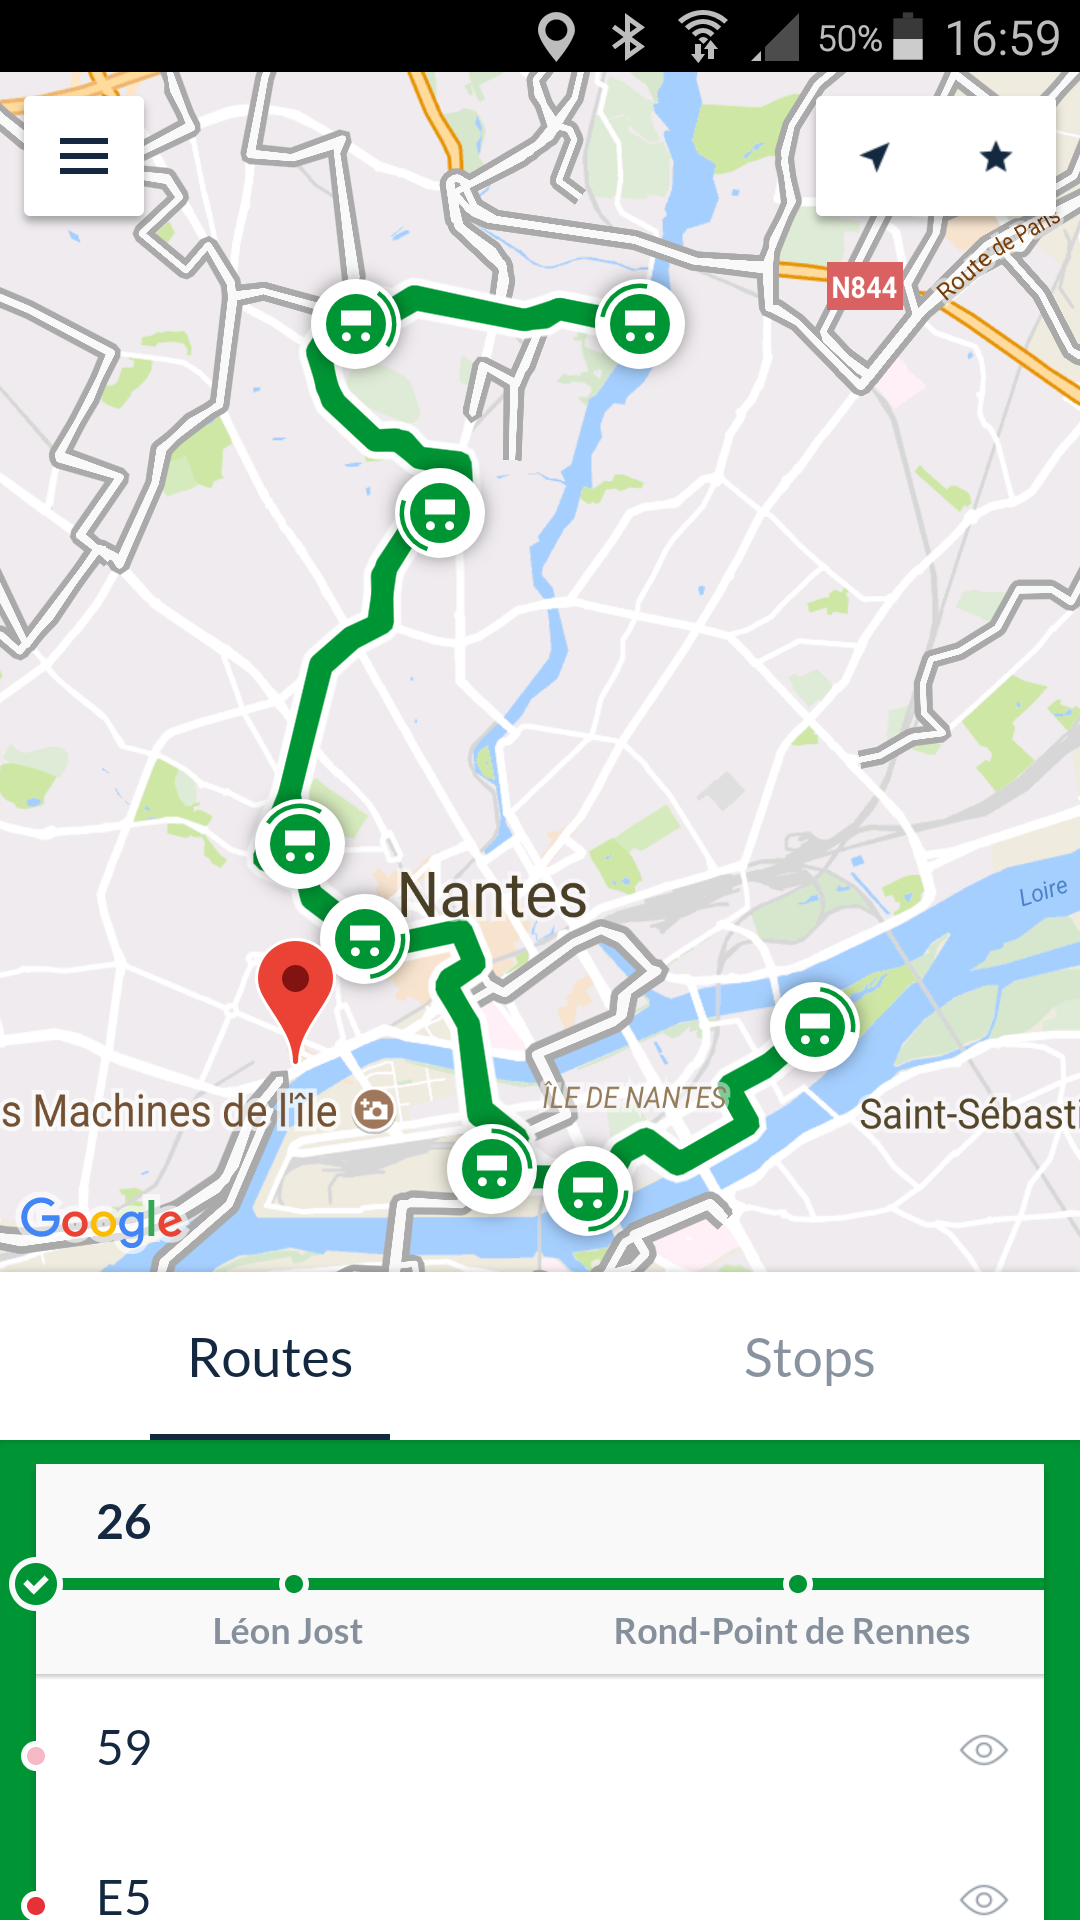 50% 16:59
Route de Paris
N844
Nantes
Loire
ÎLE DE NANTES
s Machines de l'île
Saint-Sébasti
Google
Routes Stops
26
Léon Jost Rond-Point de Rennes
59
E5